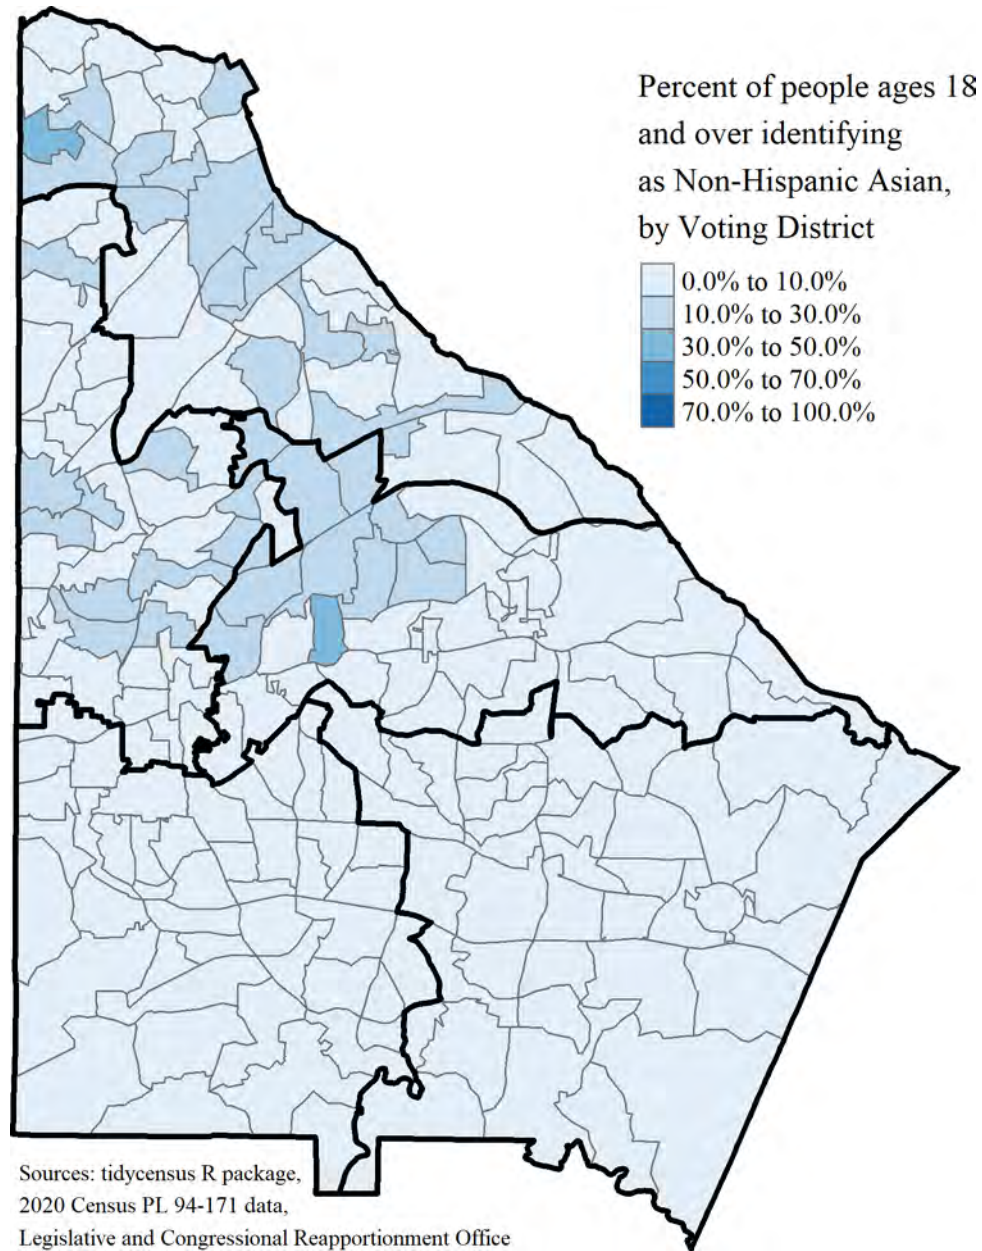 Percent of people ages 18
and over identifying
as Non-Hispanic Asian,
by Voting District
0.0% to 10.0%
10.0% to 30.0%
30.0% to 50.0%
50.0% to 70.0%
70.0% to 100.0%
Sources: tidycensus R package,
2020 Census PL 94-171 data,
Legislative and Congressional Reapportionment Office